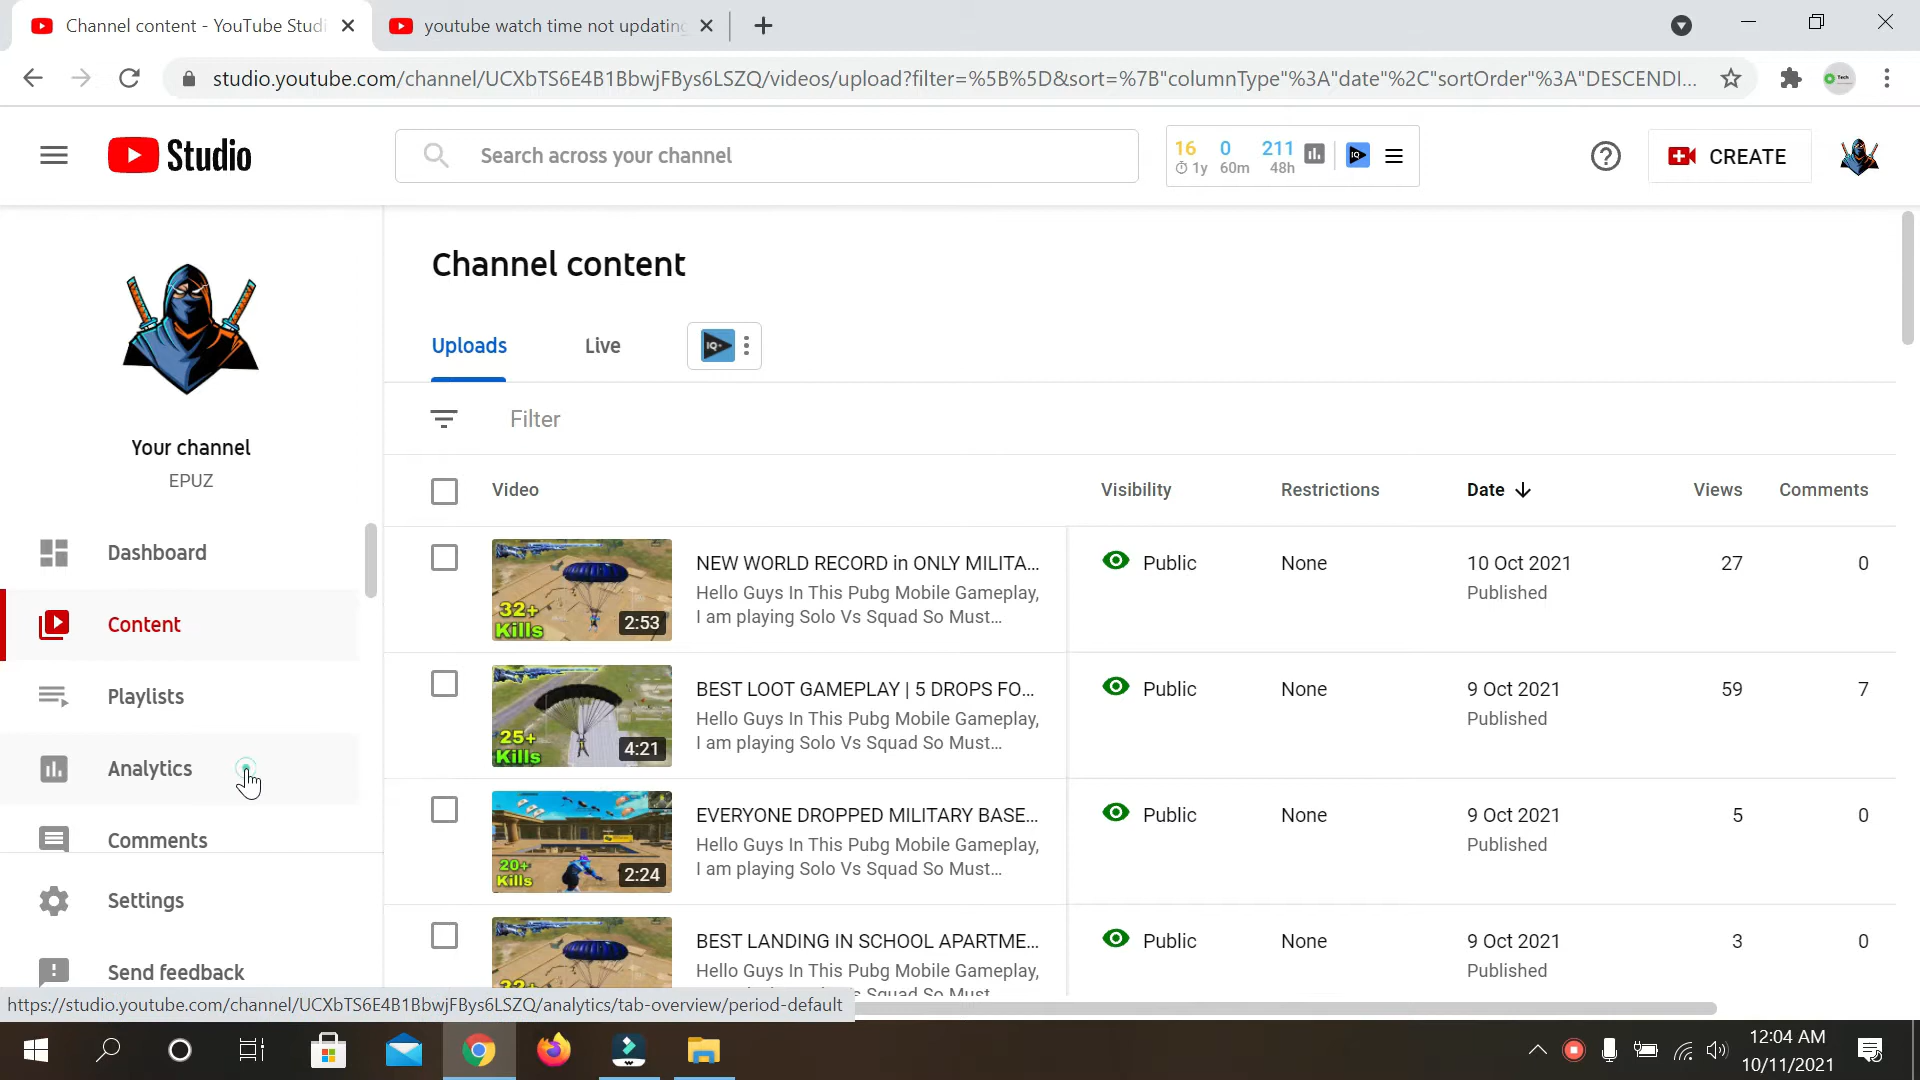 Channel content - YouTube Studi
youtube watch time not updating
studio.youtube.com/channel/UCXbTS6E4B1BbwjFBys6LSZQ/videos/upload?filter=%5B%5D&sort=%7B"columnType"%3A"date"%2C"sortOrder"%3A"DESCENDI...
Studio
Search across your channel
16 0 211
1y 60m 48h
IQ
CREATE
Channel content
Uploads Live IQ
Filter
Your channel
EPUZ
Dashboard
Content
Playlists
Analytics
Comments
Settings
Send feedback
Video Visibility Restrictions Date Views Comments
32+
Kills
2:53
NEW WORLD RECORD in ONLY MILITA... Public None 10 Oct 2021 27 0
Hello Guys In This Pubg Mobile Gameplay, Published
I am playing Solo Vs Squad So Must...
25+
Kills
4:21
BEST LOOT GAMEPLAY | 5 DROPS FO... Public None 9 Oct 2021 59 7
Hello Guys In This Pubg Mobile Gameplay, Published
I am playing Solo Vs Squad So Must...
20+
Kills
2:24
EVERYONE DROPPED MILITARY BASE... Public None 9 Oct 2021 5 0
Hello Guys In This Pubg Mobile Gameplay, Published
I am playing Solo Vs Squad So Must...
BEST LANDING IN SCHOOL APARTME... Public None 9 Oct 2021 3 0
Hello Guys In This Pubg Mobile Gameplay, Published
I am playing Solo Vs Squad So Must...
https://studio.youtube.com/channel/UCXbTS6E4B1BbwjFBys6LSZQ/analytics/tab-overview/period-default
12:04 AM
10/11/2021